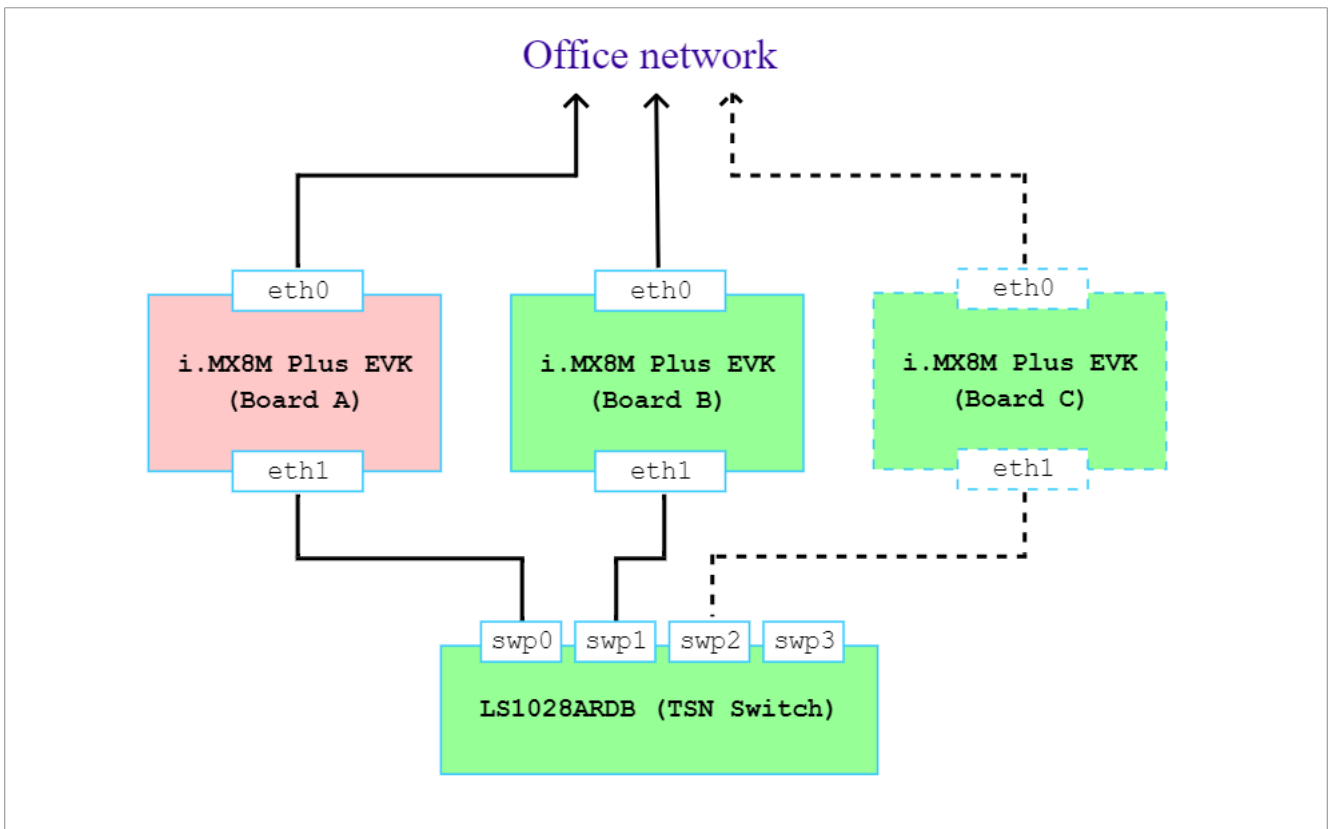 Office network
eth0
eth0
eth0
i.MX8M Plus EVK
(Board A)
i.MX8M Plus EVK
(Board B)
i.MX8M Plus EVK
(Board C)
eth1
eth1
eth1
swp0
swp1
swp2
swp3
LS1028ARDB (TSN Switch)